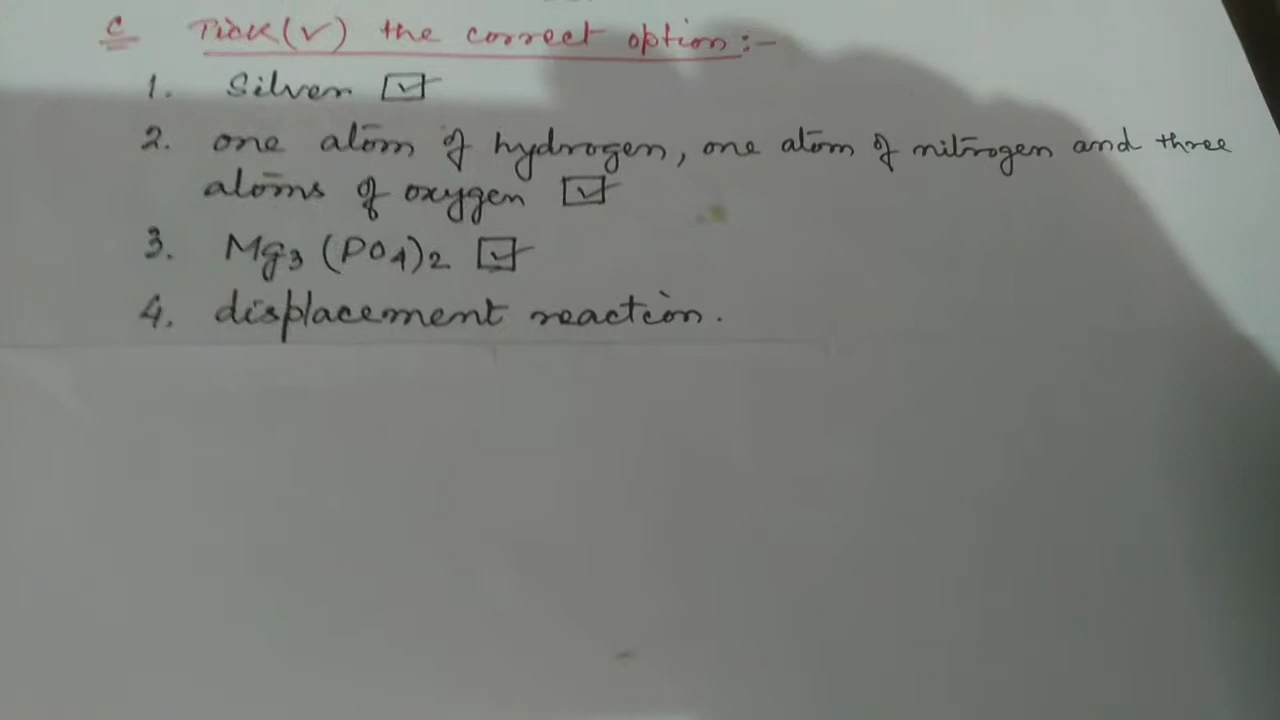 C Tick(✓) the correct option:-
1. Silver ☑
2. one atom of hydrogen, one atom of nitrogen and three
atoms of oxygen ☑
3. Mg3 (PO4)2 ☑
4. displacement reaction.